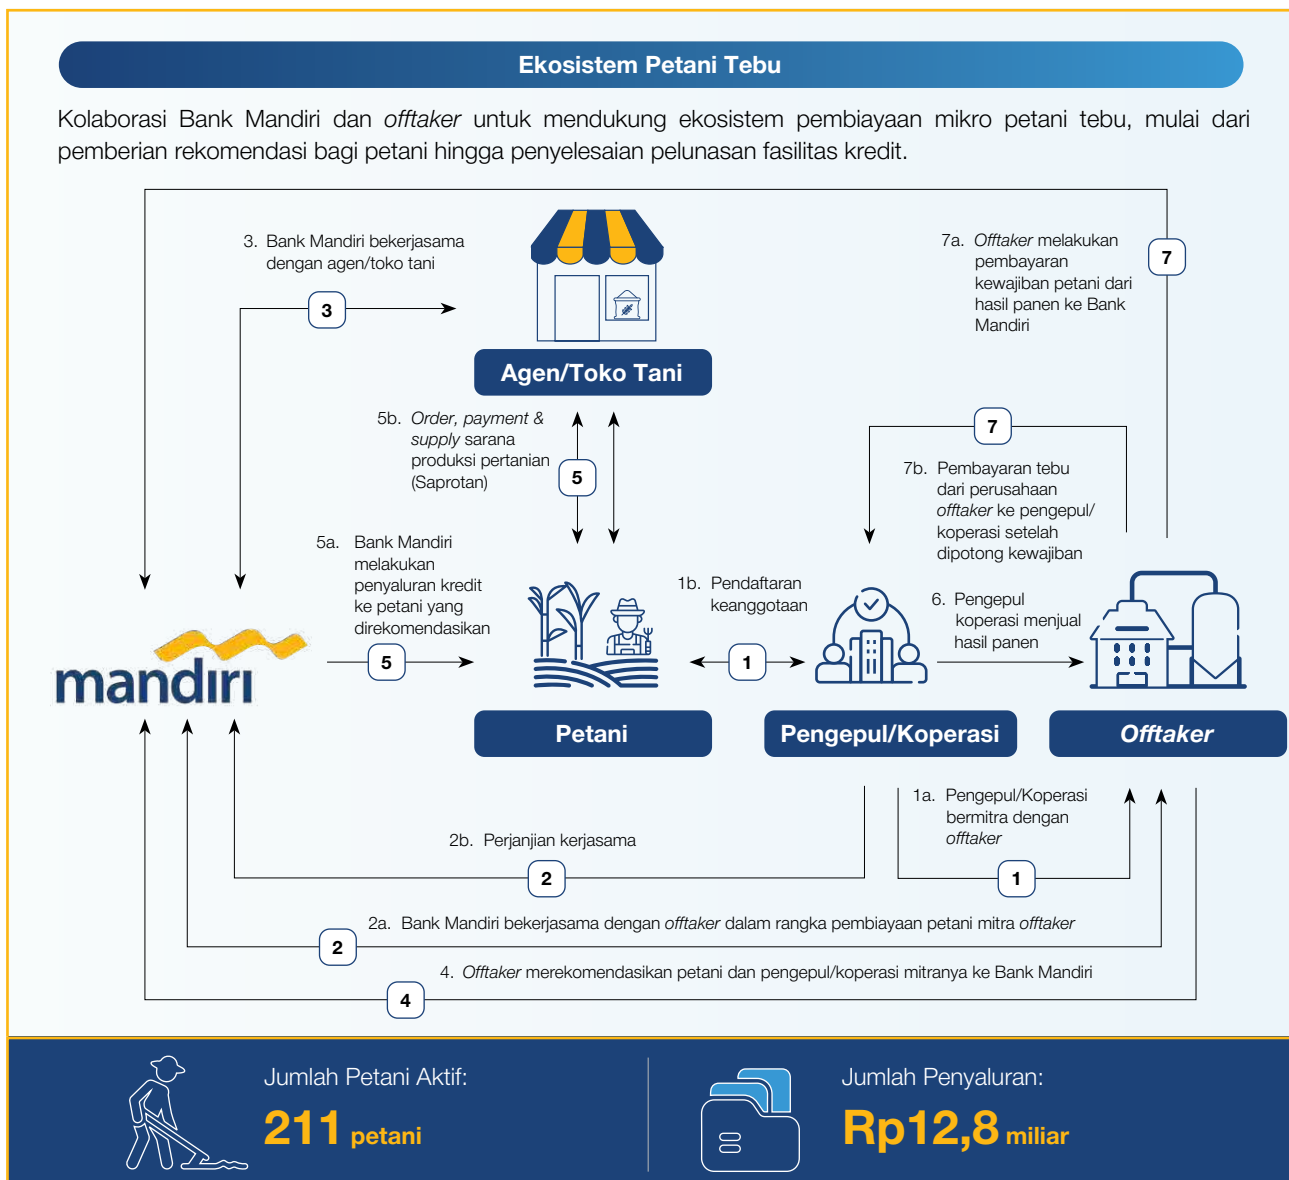 Ekosistem Petani Tebu
Kolaborasi Bank Mandiri dan offtaker untuk mendukung ekosistem pembiayaan mikro petani tebu, mulai dari
pemberian rekomendasi bagi petani hingga penyelesaian pelunasan fasilitas kredit.
3. Bank Mandiri bekerjasama
dengan agen/toko tani
3
Agen/Toko Tani
7a. Offtaker melakukan
pembayaran
kewajiban petani dari
hasil panen ke Bank
Mandiri
7
5b. Order, payment &
supply sarana
produksi pertanian
(Saprotan)
5
7
7b. Pembayaran tebu
dari perusahaan
offtaker ke pengepul/
koperasi setelah
dipotong kewajiban
5a. Bank Mandiri
melakukan
penyaluran kredit
ke petani yang
direkomendasikan
5
1b. Pendaftaran
keanggotaan
1
6. Pengepul
koperasi menjual
hasil panen
mandiri
Petani
Pengepul/Koperasi
Offtaker
1a. Pengepul/Koperasi
bermitra dengan
offtaker
1
2b. Perjanjian kerjasama
2
2a. Bank Mandiri bekerjasama dengan offtaker dalam rangka pembiayaan petani mitra offtaker
2
4. Offtaker merekomendasikan petani dan pengepul/koperasi mitranya ke Bank Mandiri
4
Jumlah Petani Aktif:
211 petani
Jumlah Penyaluran:
Rp12,8 miliar